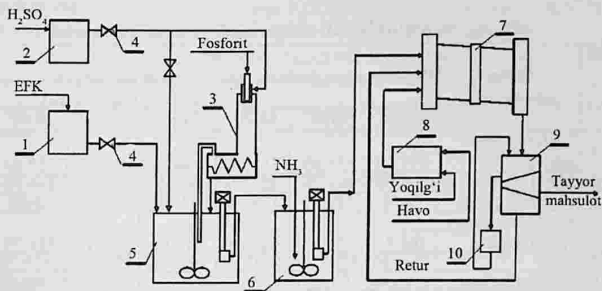 H₂SO₄
2
4
Fosforit
3
7
EFK
1
4
NH₃
8
9
Yoqilg‘i
Havo
Tayyor
mahsulot
5
6
Retur
10